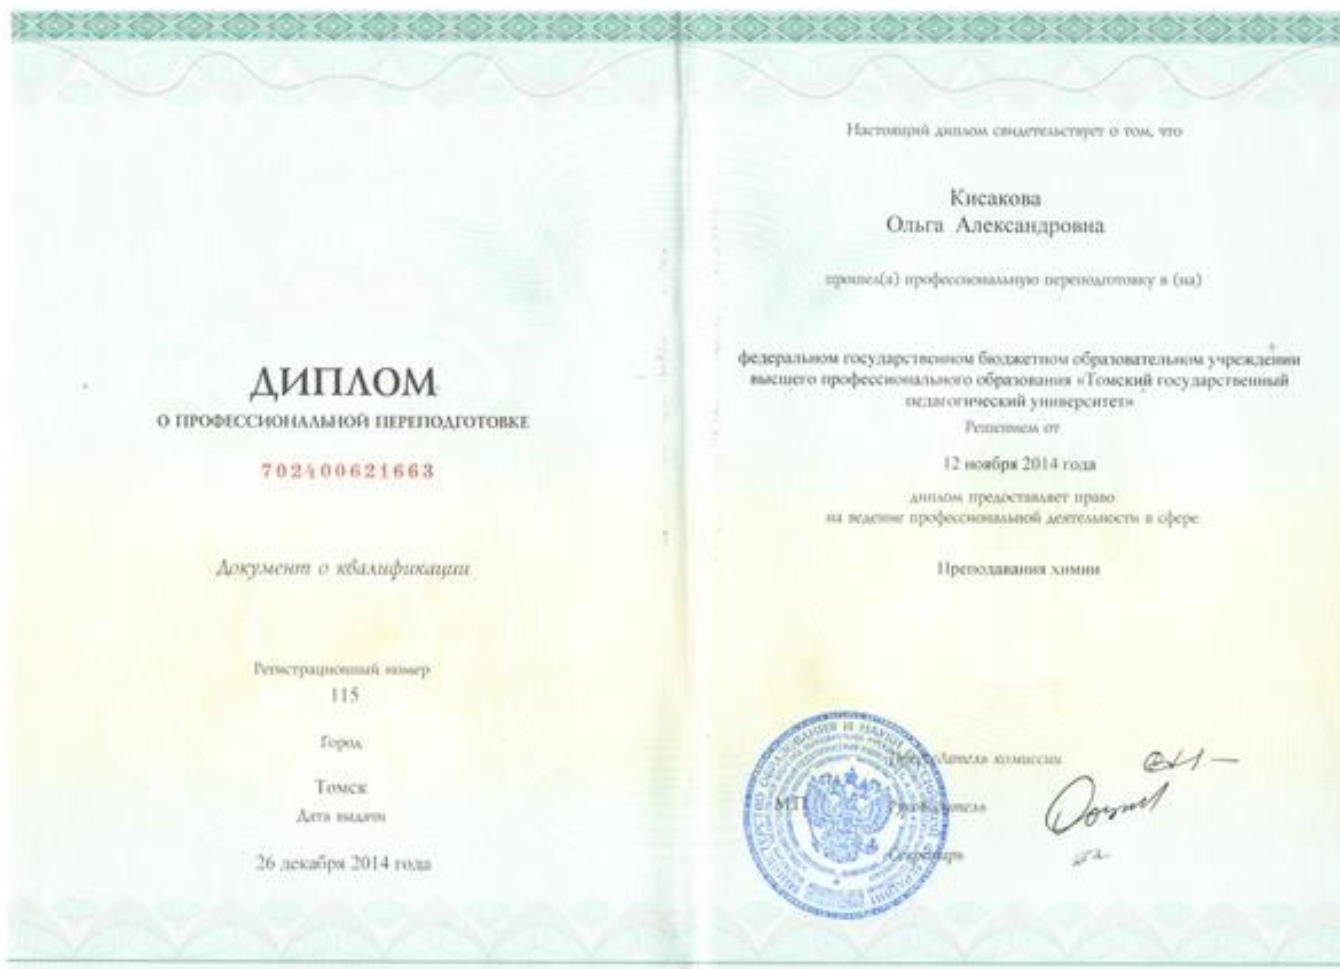 ДИПЛОМ
О ПРОФЕССИОНАЛЬНОЙ ПЕРЕПОДГОТОВКЕ
702400621663
Документ о квалификации
Регистрационный номер
115
Город
Томск
Дата выдачи
26 декабря 2014 года
Настоящий диплом свидетельствует о том, что
Кисакова
Ольга Александровна
прошел(а) профессиональную переподготовку в (на)
федеральном государственном бюджетном образовательном учреждении
высшего профессионального образования «Томский государственный
педагогический университет»
Решением от
12 ноября 2014 года
диплом предоставляет право
на ведение профессиональной деятельности в сфере
Преподавания химии
Председатель комиссии
М.П.
Руководитель
Секретарь